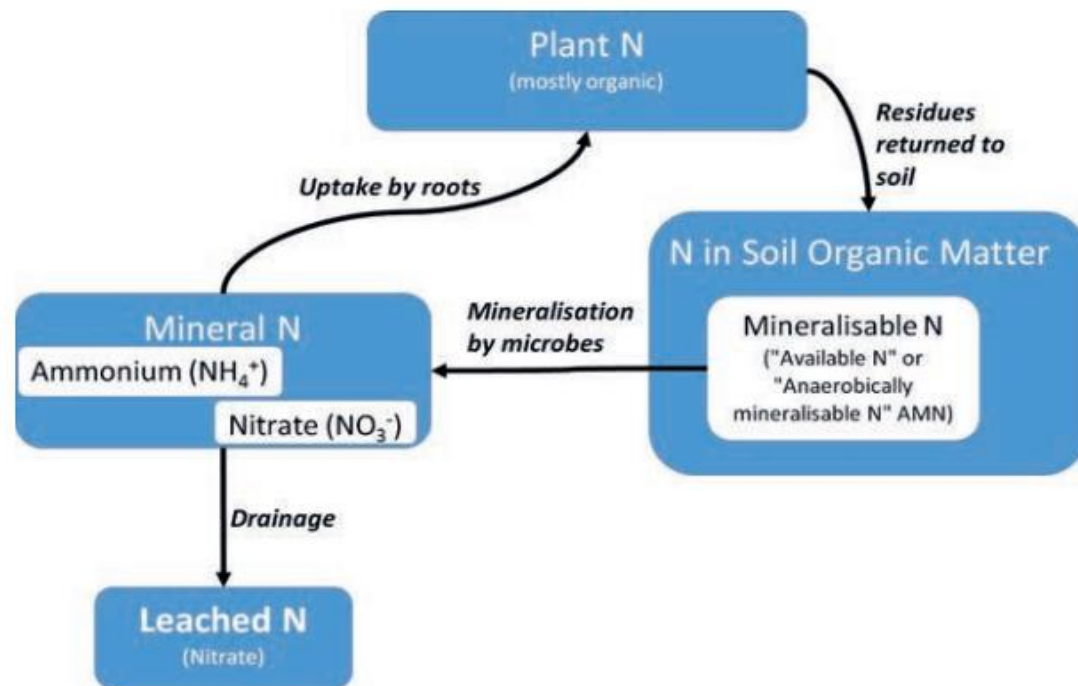 Plant N
(mostly organic)
Residues
returned to
soil
Uptake by roots
N in Soil Organic Matter
Mineralisable N
("Available N" or
"Anaerobically
mineralisable N" AMN)
Mineralisation
by microbes
Mineral N
Ammonium (NH₄⁺)
Nitrate (NO₃⁻)
Drainage
Leached N
(Nitrate)